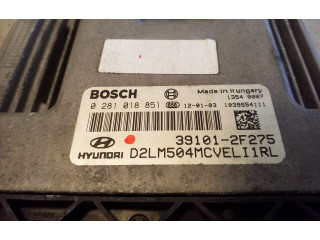 BOSCH Made in Hungary
1354 0007
0 281 018 851 12-01-03 1039S54111
39101-2F275
HYUNDAI D2LM504MCVELI1RL